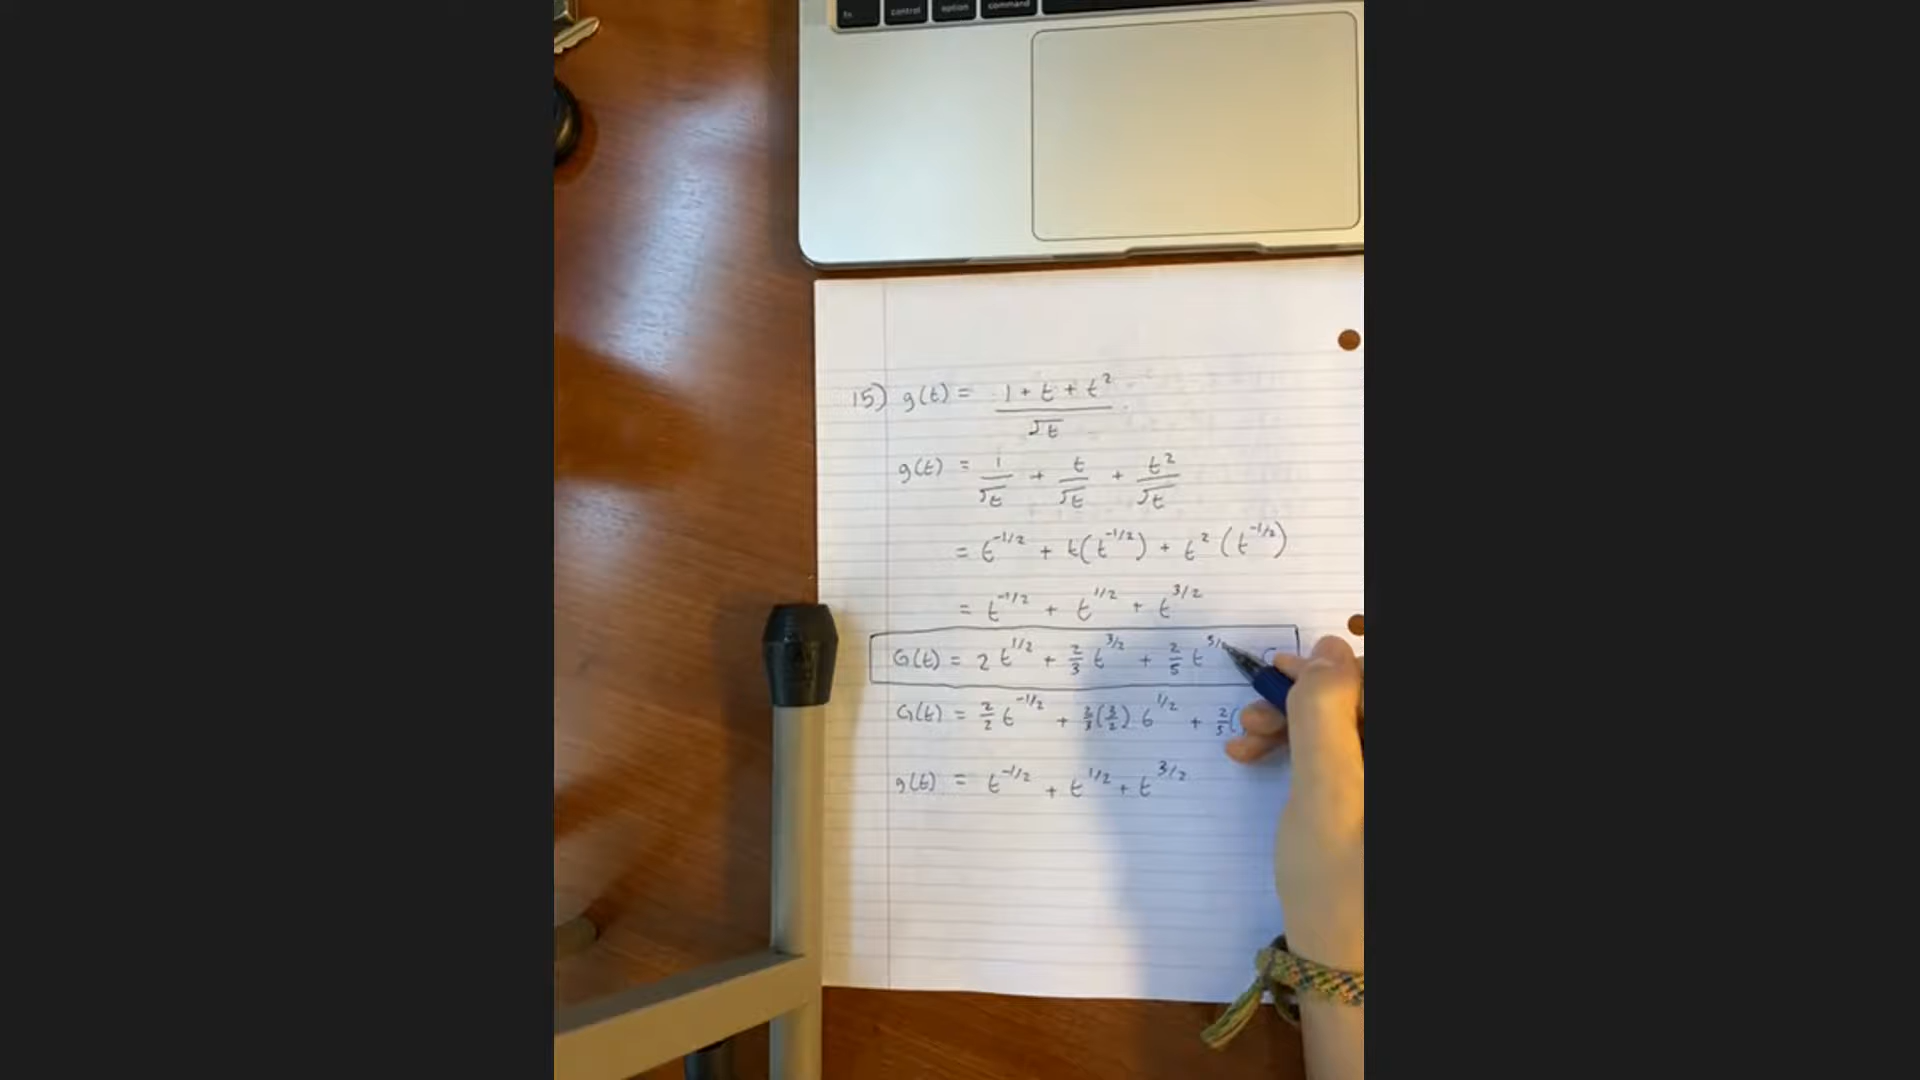 fn control option command
15) g(t) = 1 + t + t² / √t
g(t) = 1/√t + t/√t + t²/√t
= t^-1/2 + t(t^-1/2) + t² (t^-1/2)
= t^-1/2 + t^1/2 + t^3/2
G(t) = 2 t^1/2 + 2/3 t^3/2 + 2/5 t^5/2 C
G(t) = 2/2 t^-1/2 + 2/3 (3/2) t^1/2 + 2/5 (
g(t) = t^-1/2 + t^1/2 + t^3/2